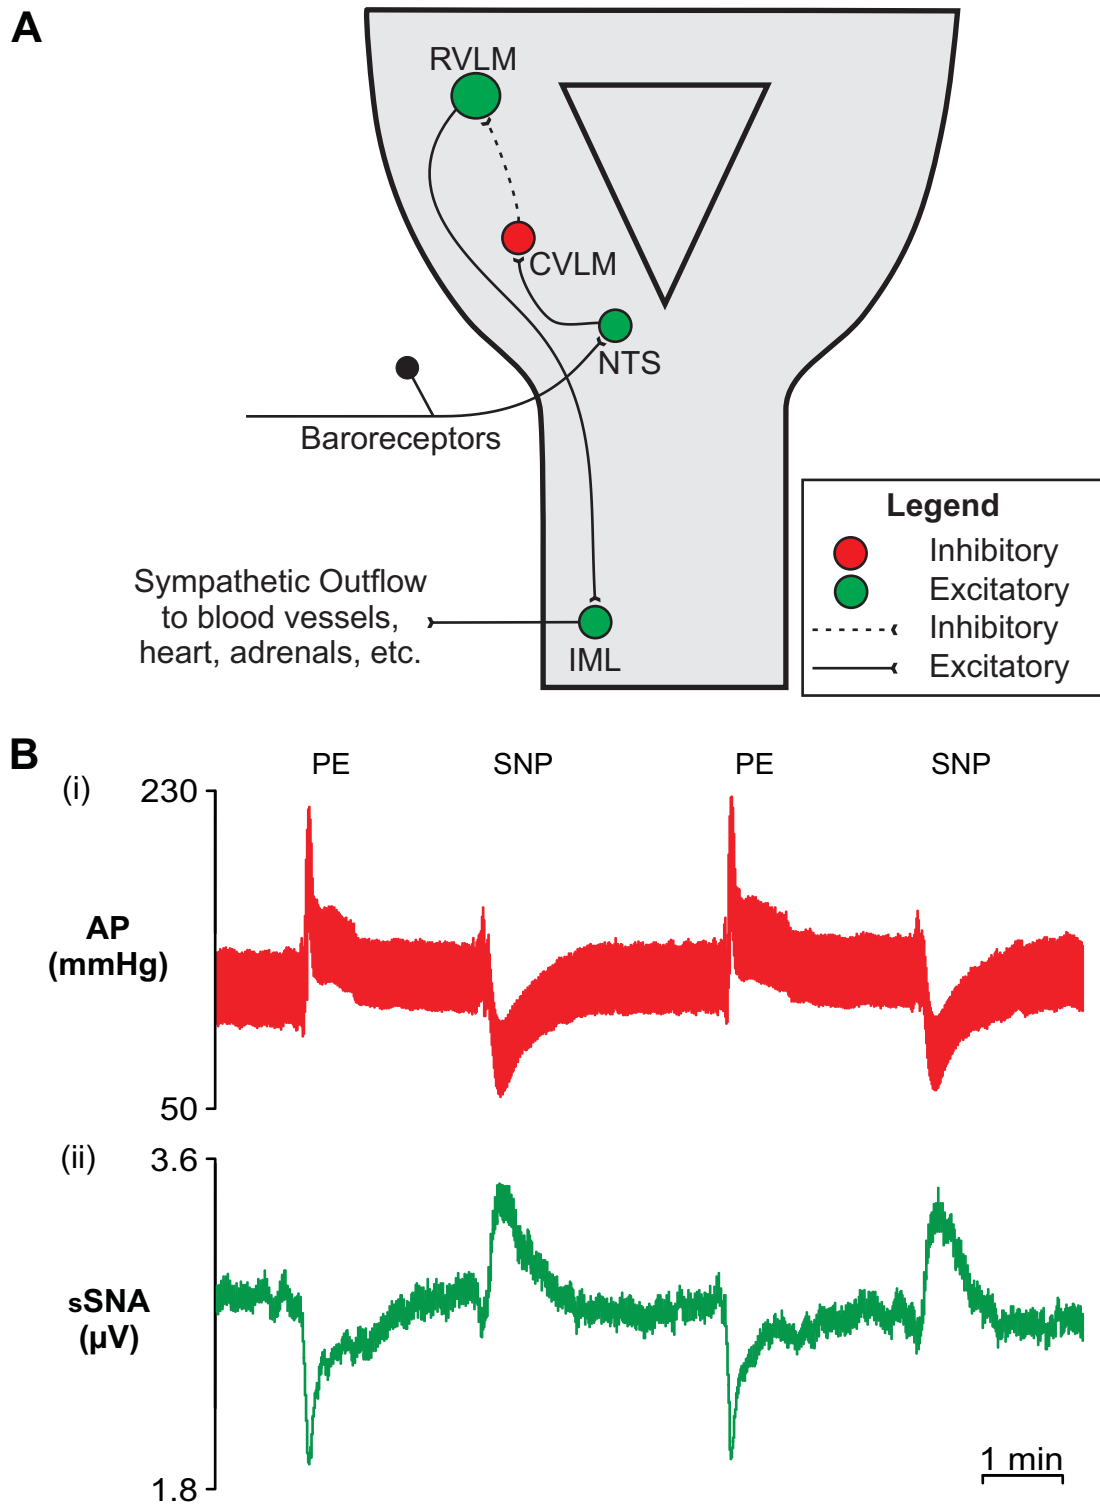 A
RVLM
CVLM
NTS
Baroreceptors
Sympathetic Outflow
to blood vessels,
heart, adrenals, etc.
IML
Legend
Inhibitory
Excitatory
Inhibitory
Excitatory
B
PE SNP PE SNP
(i)
230
AP
(mmHg)
50
(ii)
3.6
sSNA
(µV)
1.8
1 min